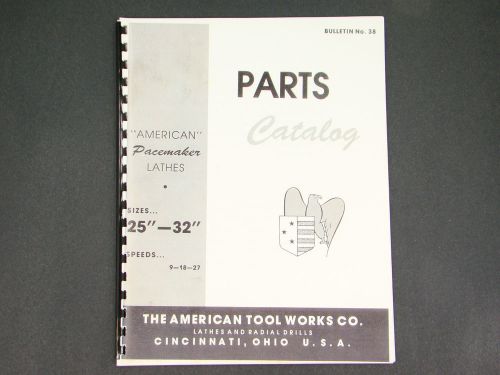 BULLETIN No. 38
PARTS
Catalog
"AMERICAN"
Pacemaker
LATHES
SIZES...
25"—32"
SPEEDS...
9—18—27
THE AMERICAN TOOL WORKS CO.
LATHES AND RADIAL DRILLS
CINCINNATI, OHIO U.S.A.